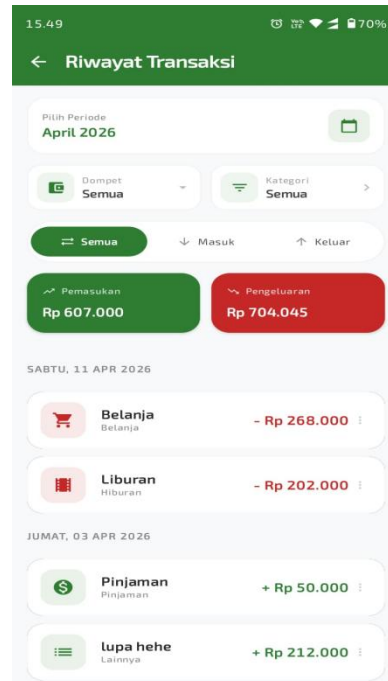 15.49
VoLTE 70%
Riwayat Transaksi
Pilih Periode
April 2026
Dompet
Semua
Kategori
Semua
Semua
Masuk
Keluar
Pemasukan
Rp 607.000
Pengeluaran
Rp 704.045
SABTU, 11 APR 2026
Belanja
Belanja
- Rp 268.000
Liburan
Hiburan
- Rp 202.000
JUMAT, 03 APR 2026
Pinjaman
Pinjaman
+ Rp 50.000
lupa hehe
Lainnya
+ Rp 212.000